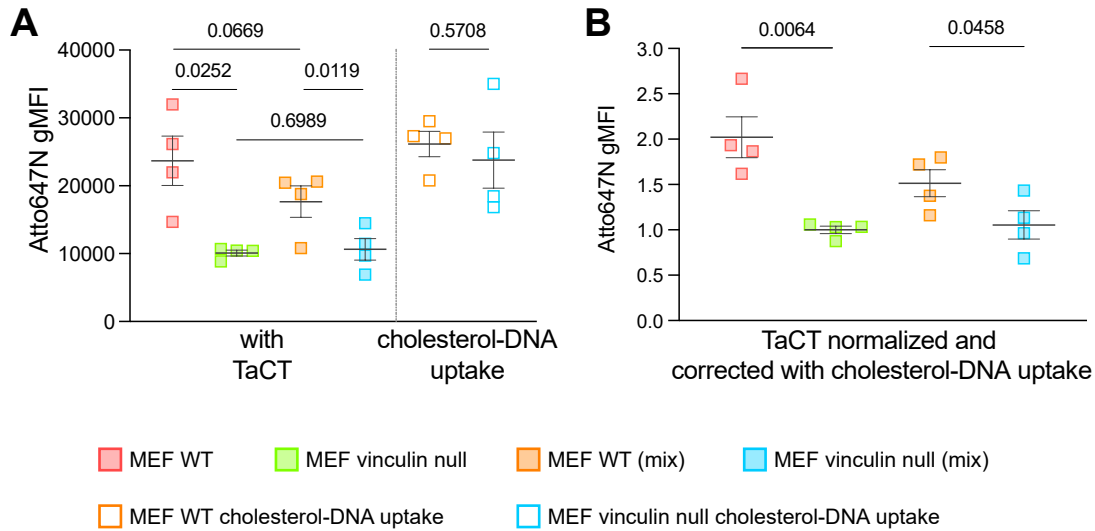 A
Atto647N gMFI
40000
30000
20000
10000
0
0.0669
0.0252
0.0119
0.6989
0.5708
with
TaCT
cholesterol-DNA
uptake
B
Atto647N gMFI
3.0
2.5
2.0
1.5
1.0
0.5
0.0
0.0064
0.0458
TaCT normalized and
corrected with cholesterol-DNA uptake
MEF WT
MEF vinculin null
MEF WT (mix)
MEF vinculin null (mix)
MEF WT cholesterol-DNA uptake
MEF vinculin null cholesterol-DNA uptake